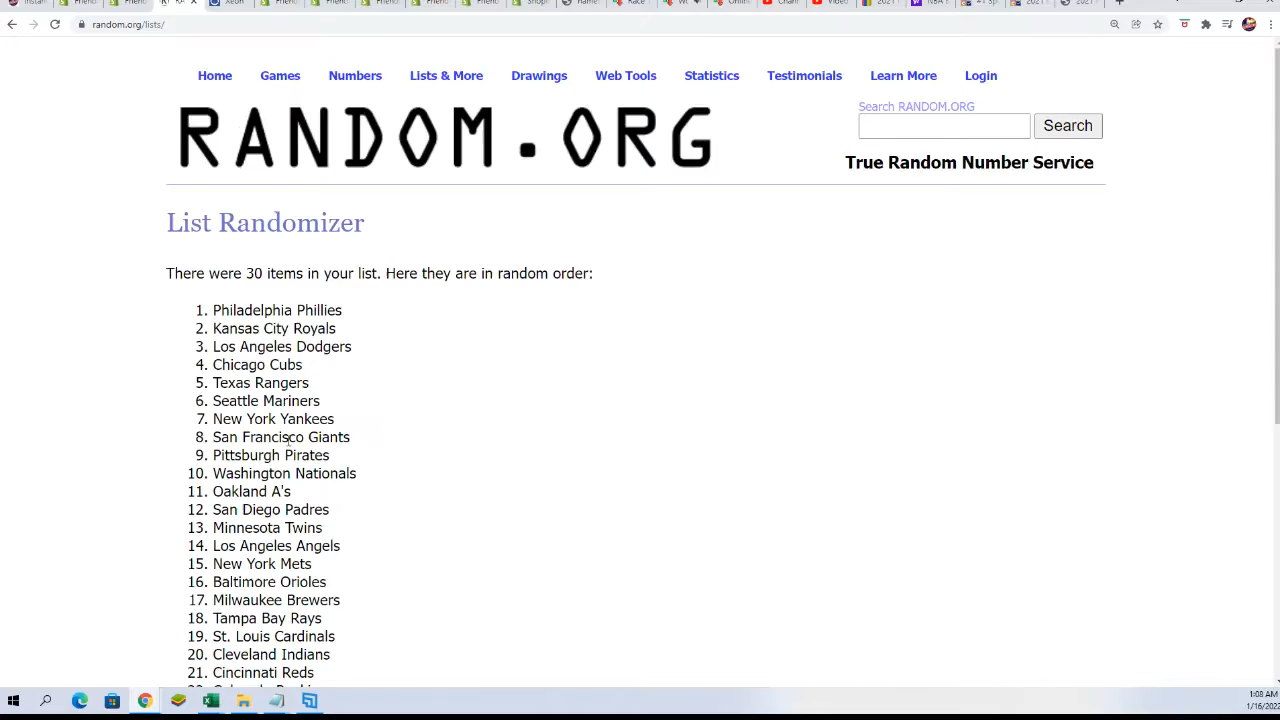 random.org/lists/
Home Games Numbers Lists & More Drawings Web Tools Statistics Testimonials Learn More Login
RANDOM.ORG
Search RANDOM.ORG
Search
True Random Number Service
List Randomizer
There were 30 items in your list. Here they are in random order:
1. Philadelphia Phillies
2. Kansas City Royals
3. Los Angeles Dodgers
4. Chicago Cubs
5. Texas Rangers
6. Seattle Mariners
7. New York Yankees
8. San Francisco Giants
9. Pittsburgh Pirates
10. Washington Nationals
11. Oakland A's
12. San Diego Padres
13. Minnesota Twins
14. Los Angeles Angels
15. New York Mets
16. Baltimore Orioles
17. Milwaukee Brewers
18. Tampa Bay Rays
19. St. Louis Cardinals
20. Cleveland Indians
21. Cincinnati Reds
1:08 AM